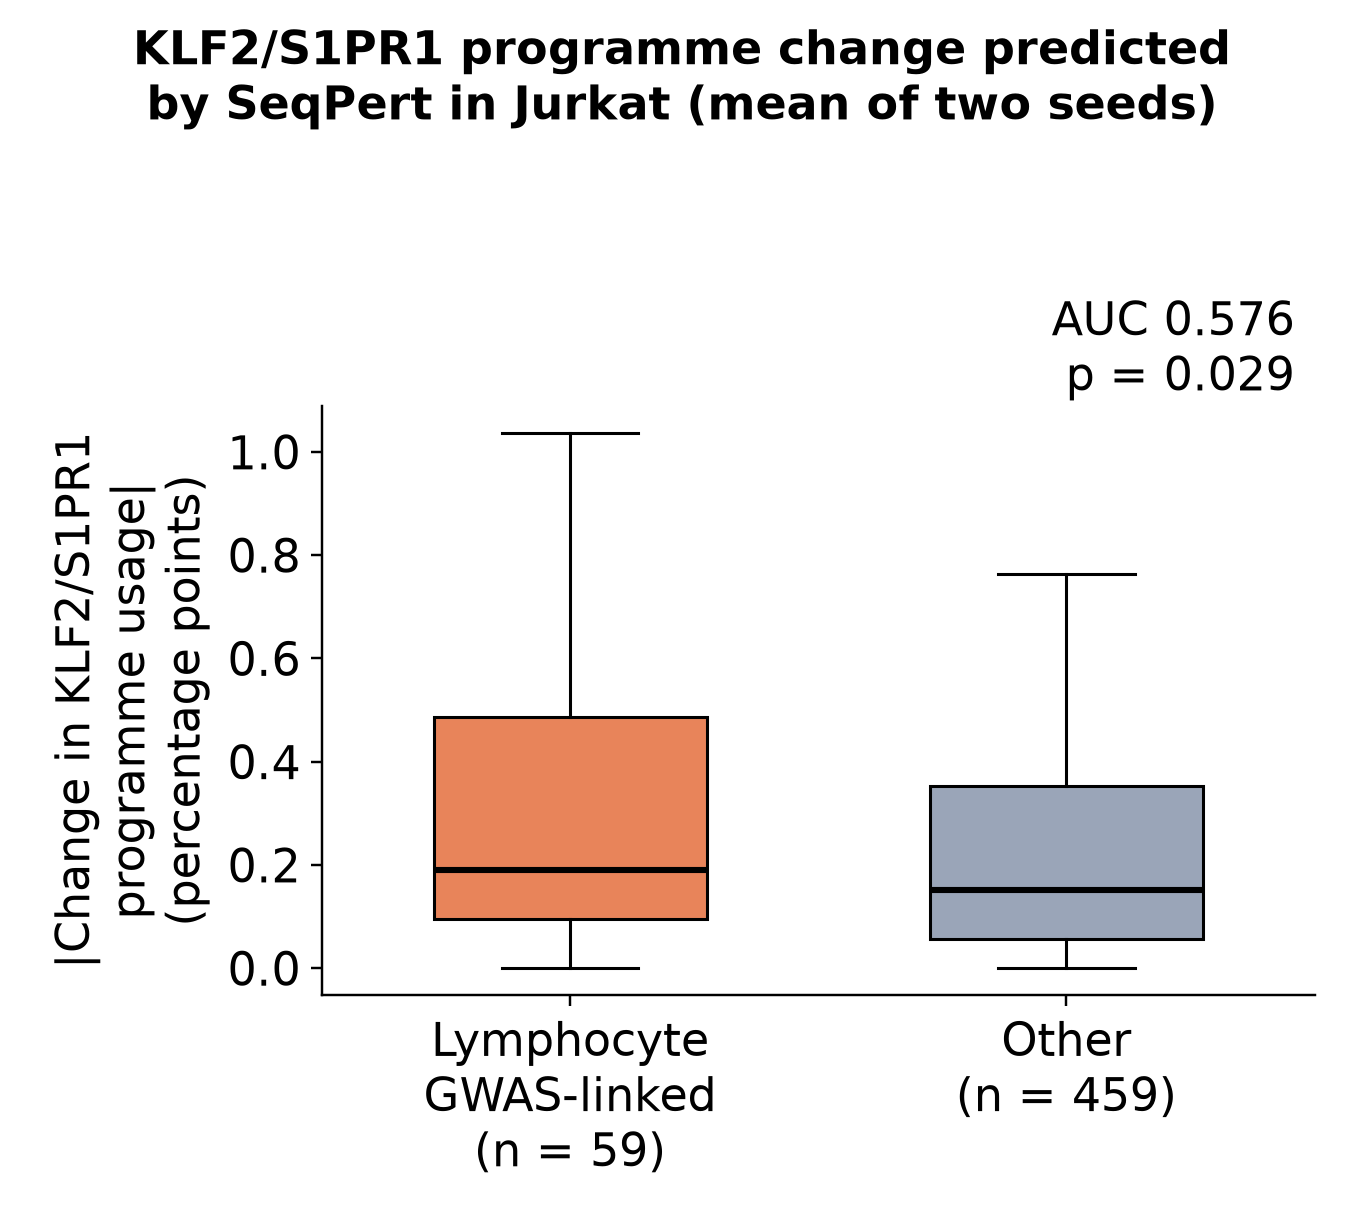 KLF2/S1PR1 programme change predicted
by SeqPert in Jurkat (mean of two seeds)
AUC 0.576
p = 0.029
|Change in KLF2/S1PR1
programme usage|
(percentage points)
1.0
0.8
0.6
0.4
0.2
0.0
Lymphocyte
GWAS-linked
(n = 59)
Other
(n = 459)